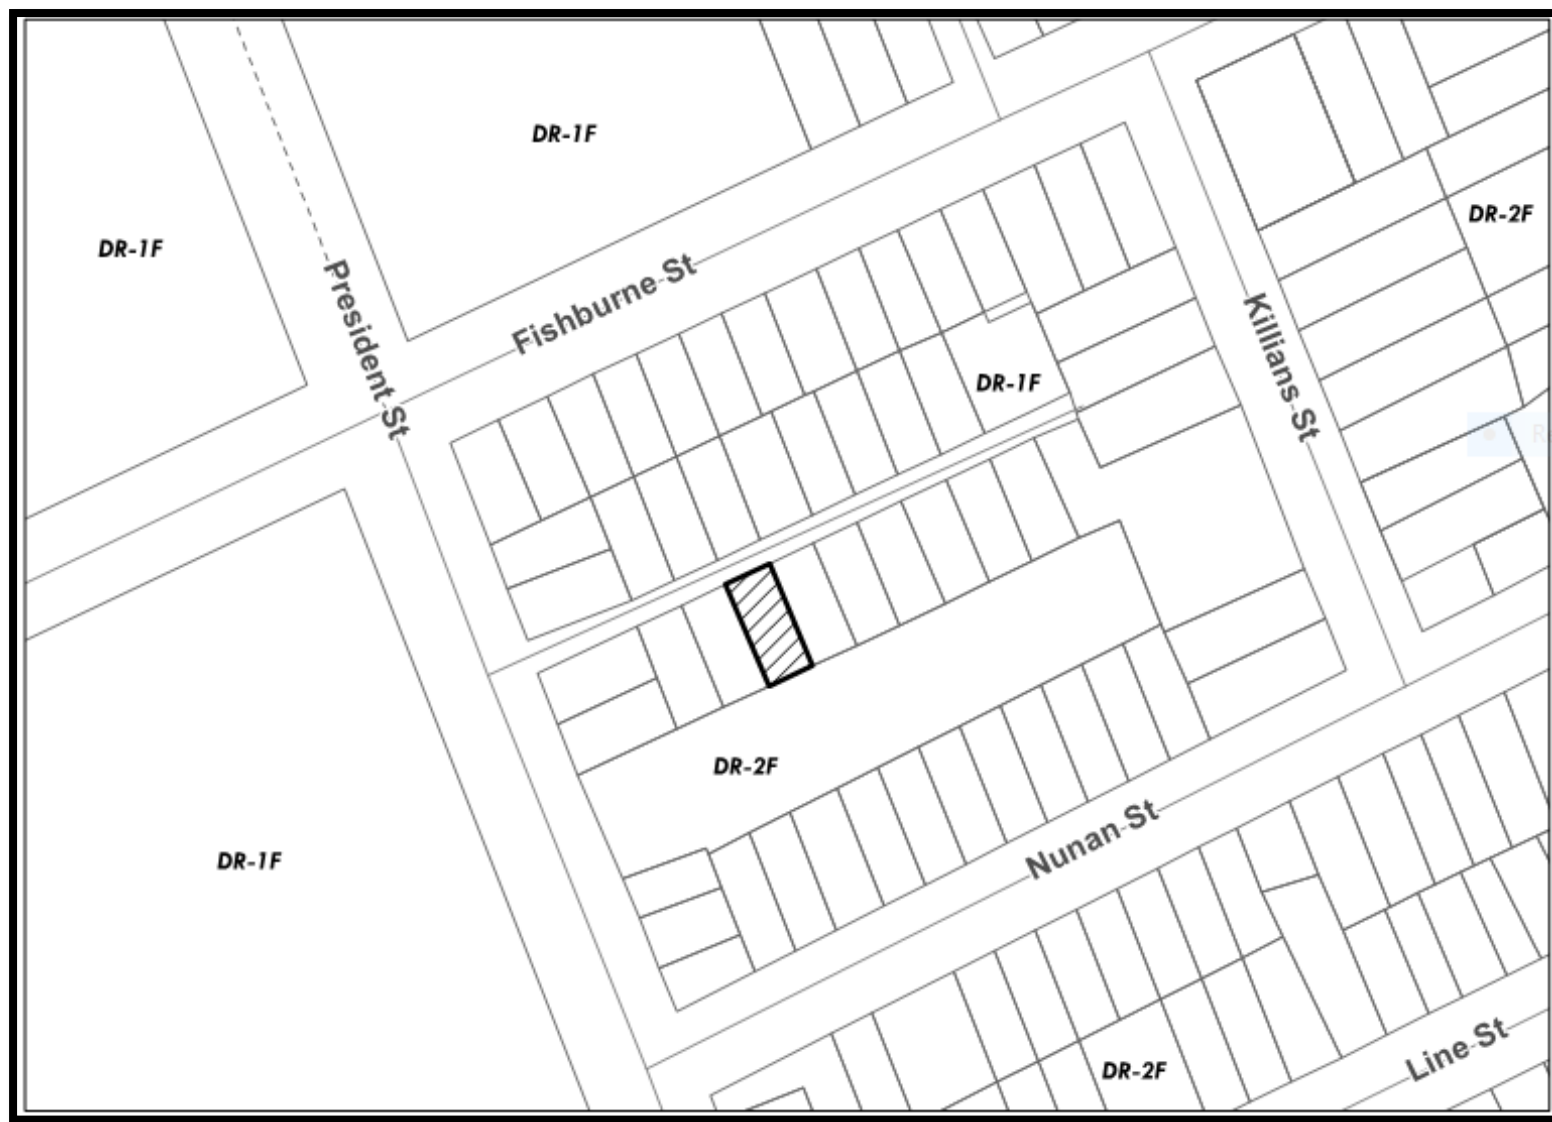 DR-1F
DR-1F
DR-2F
President St
Fishburne St
Killians St
DR-1F
DR-2F
Nunan St
DR-1F
Line St
DR-2F